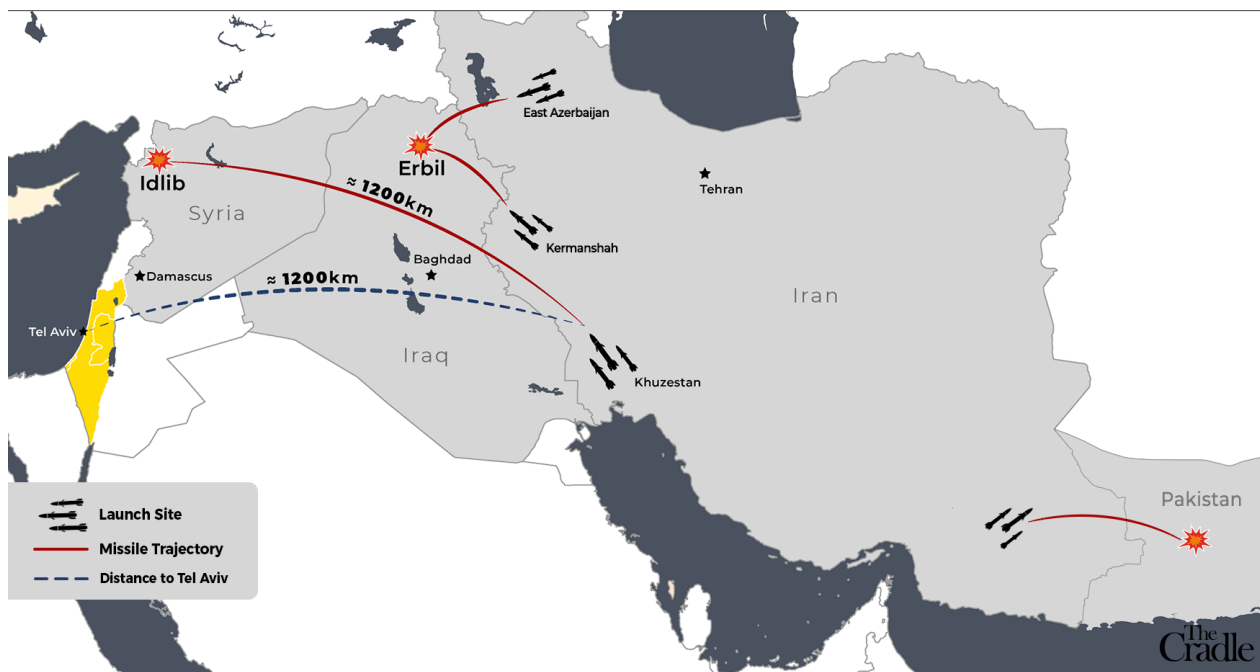 East Azerbaijan
Erbil
Idlib
≈ 1200km
Tehran
Syria
Kermanshah
Baghdad
Damascus
≈ 1200km
Iran
Tel Aviv
Iraq
Khuzestan
Pakistan
Launch Site
Missile Trajectory
Distance to Tel Aviv
The
Cradle